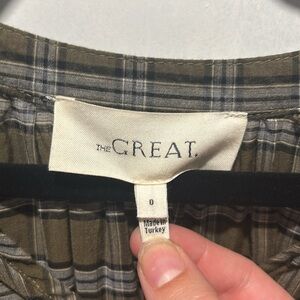 THE GREAT.
0
Made in
Turkey